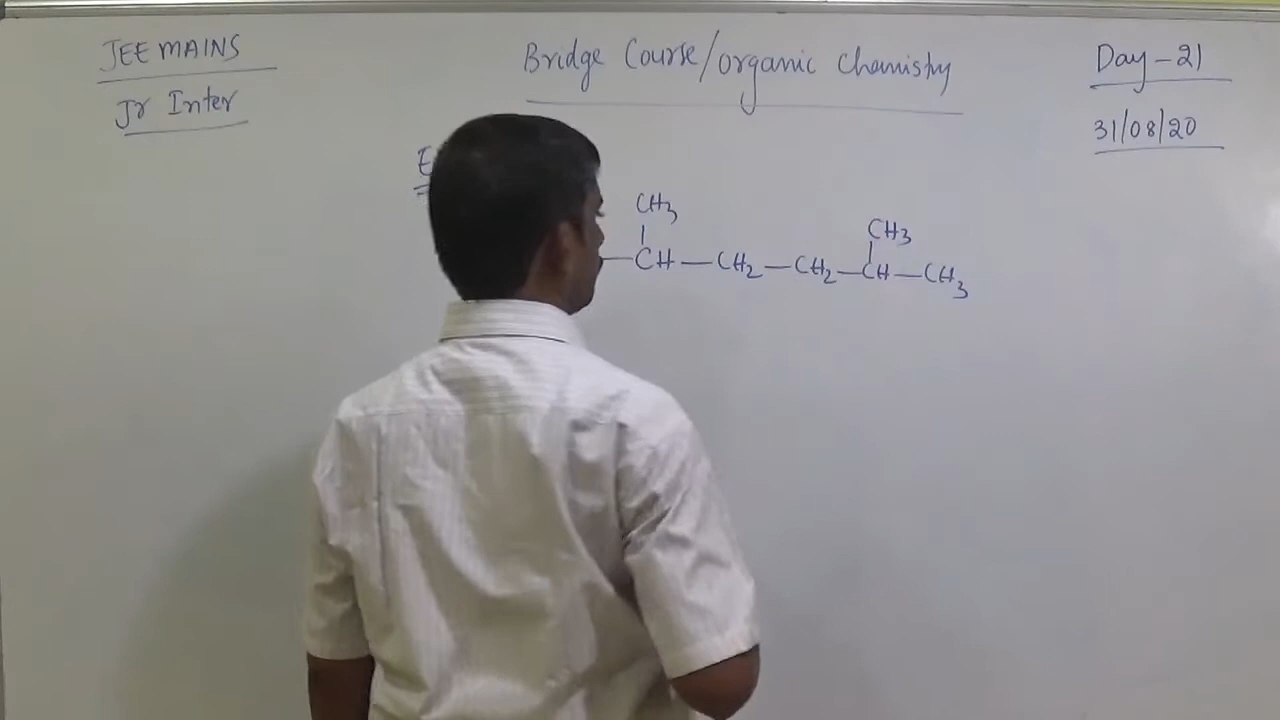 JEE MAINS
Jr Inter
Bridge Course/organic chemistry
Day-21
31/08/20
CH3
CH3
—CH—CH2—CH2—CH—CH3